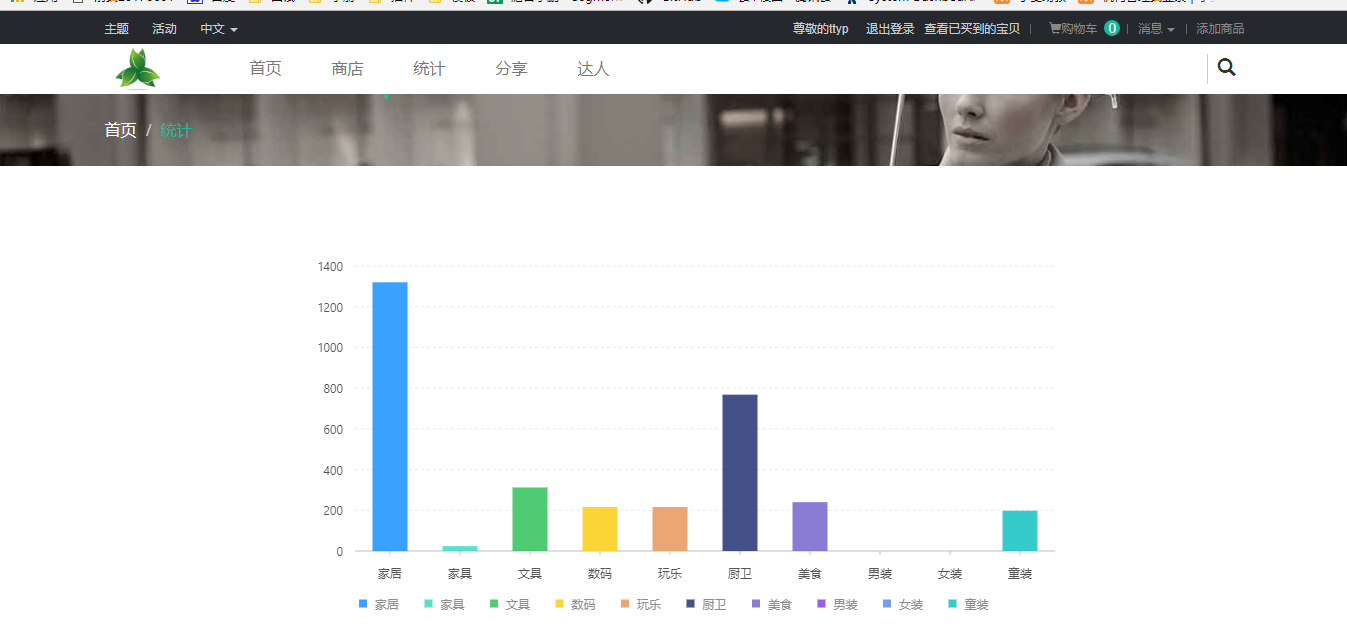 主题 活动 中文 尊敬的ttyp 退出登录 查看已买到的宝贝 购物车 0 消息 添加商品
首页 商店 统计 分享 达人
首页 / 统计
1400
1200
1000
800
600
400
200
0
家居 家具 文具 数码 玩乐 厨卫 美食 男装 女装 童装
家居 家具 文具 数码 玩乐 厨卫 美食 男装 女装 童装